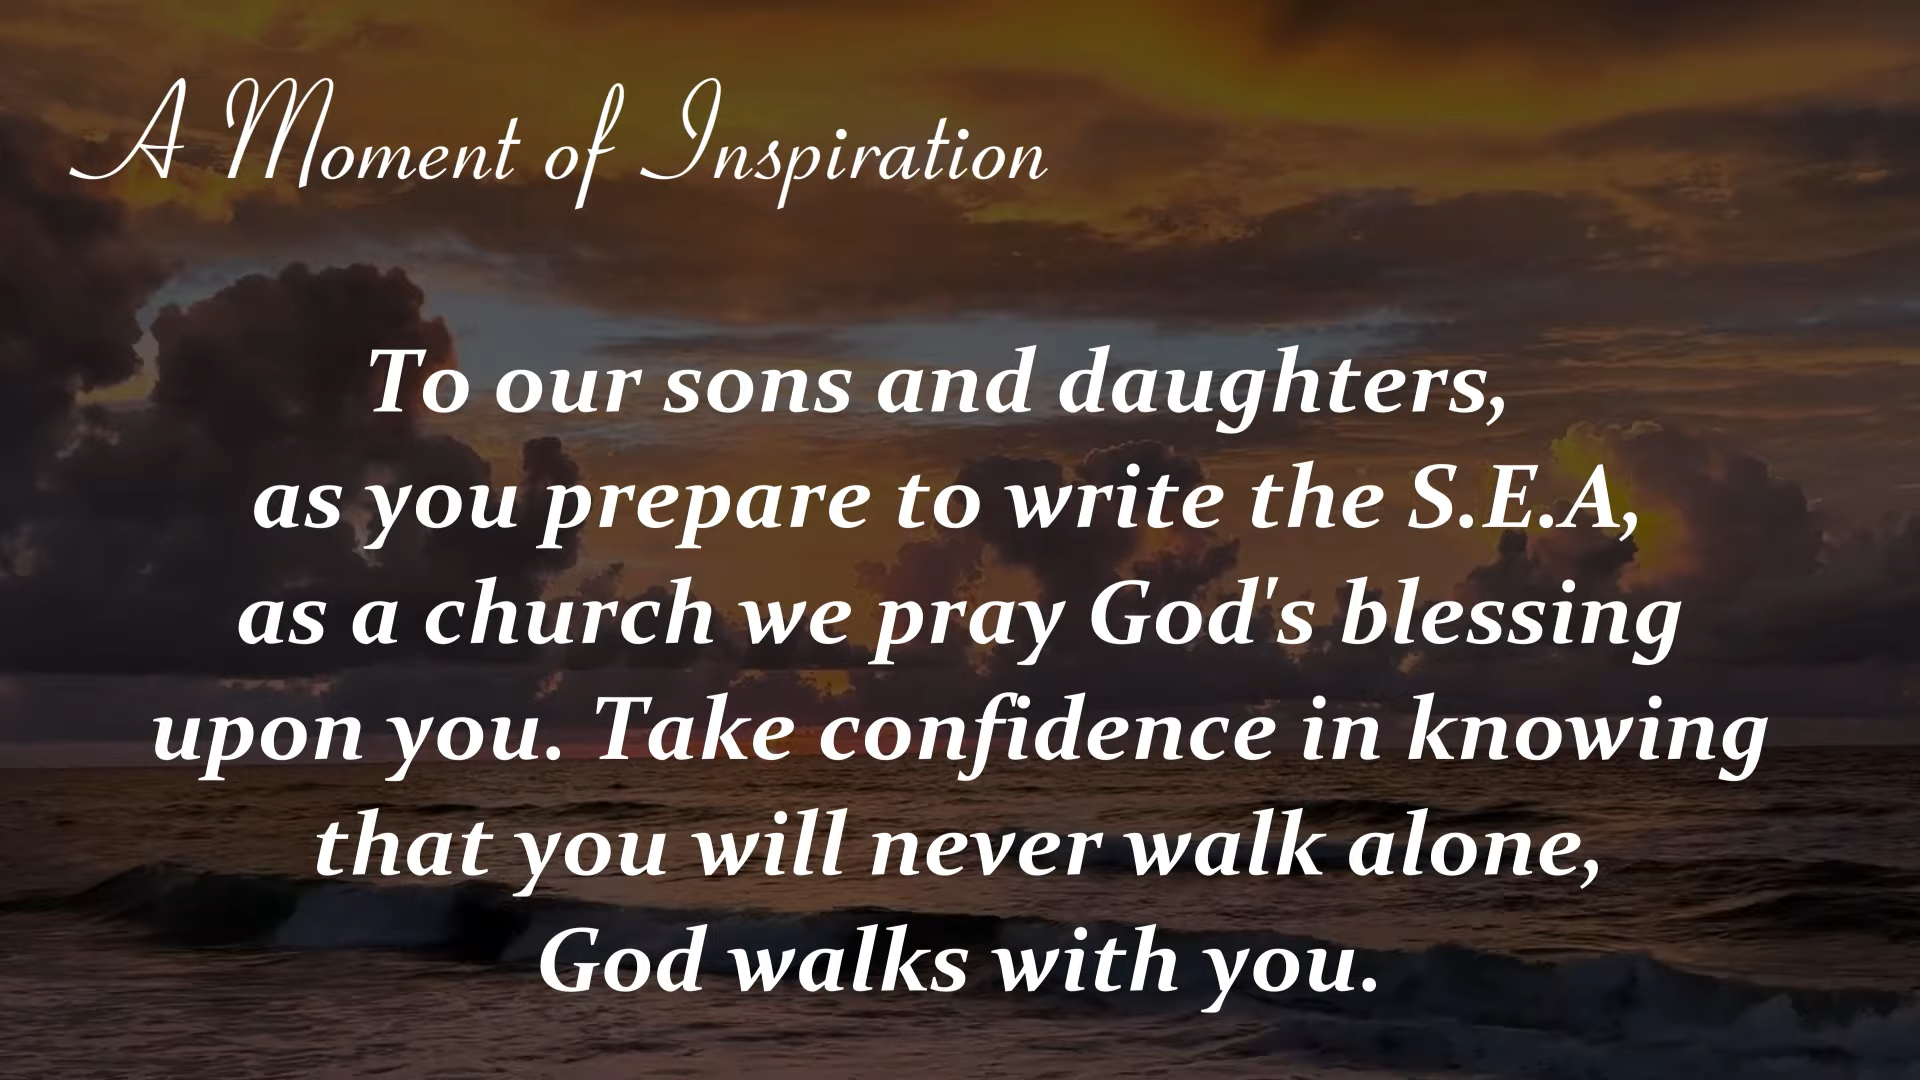 A Moment of Inspiration
To our sons and daughters,
as you prepare to write the S.E.A,
as a church we pray God's blessing
upon you. Take confidence in knowing
that you will never walk alone,
God walks with you.